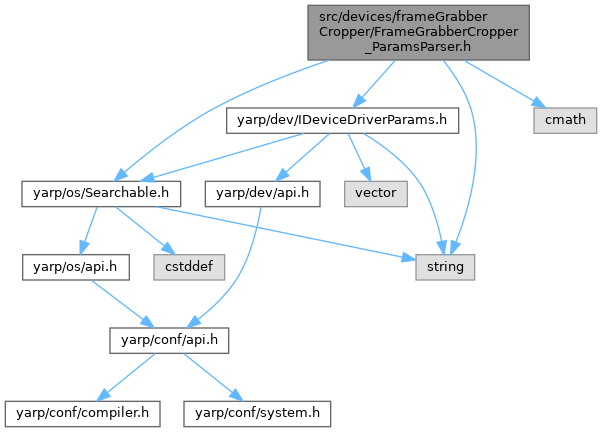 src/devices/frameGrabber
Cropper/FrameGrabberCropper
_ParamsParser.h
yarp/dev/IDeviceDriverParams.h
cmath
yarp/os/Searchable.h
yarp/dev/api.h
vector
yarp/os/api.h
cstddef
string
yarp/conf/api.h
yarp/conf/compiler.h
yarp/conf/system.h